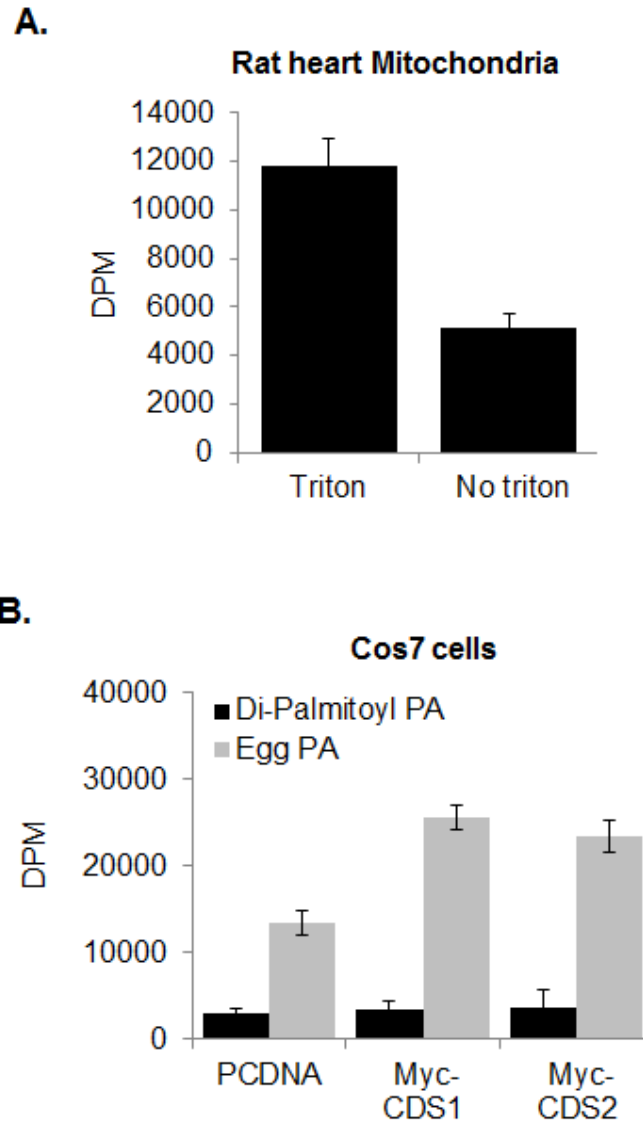 A.
Rat heart Mitochondria
14000
12000
10000
8000
6000
4000
2000
0
DPM
Triton No triton
B.
Cos7 cells
40000
30000
20000
10000
0
DPM
Di-Palmitoyl PA
Egg PA
PCDNA Myc- Myc-
CDS1 CDS2